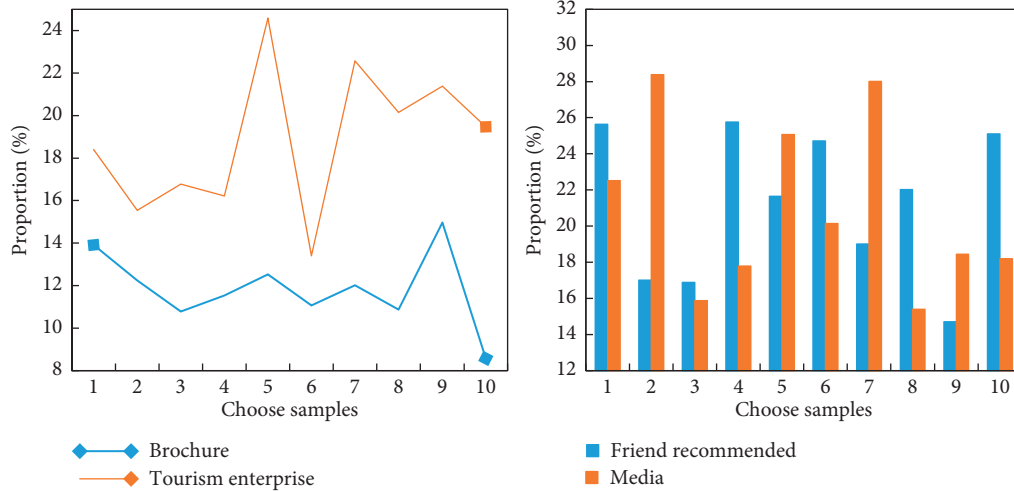 Proportion (%)
24
22
20
18
16
14
12
10
8
1 2 3 4 5 6 7 8 9 10
Choose samples
Brochure
Tourism enterprise
Proportion (%)
32
30
28
26
24
22
20
18
16
14
12
1 2 3 4 5 6 7 8 9 10
Choose samples
Friend recommended
Media